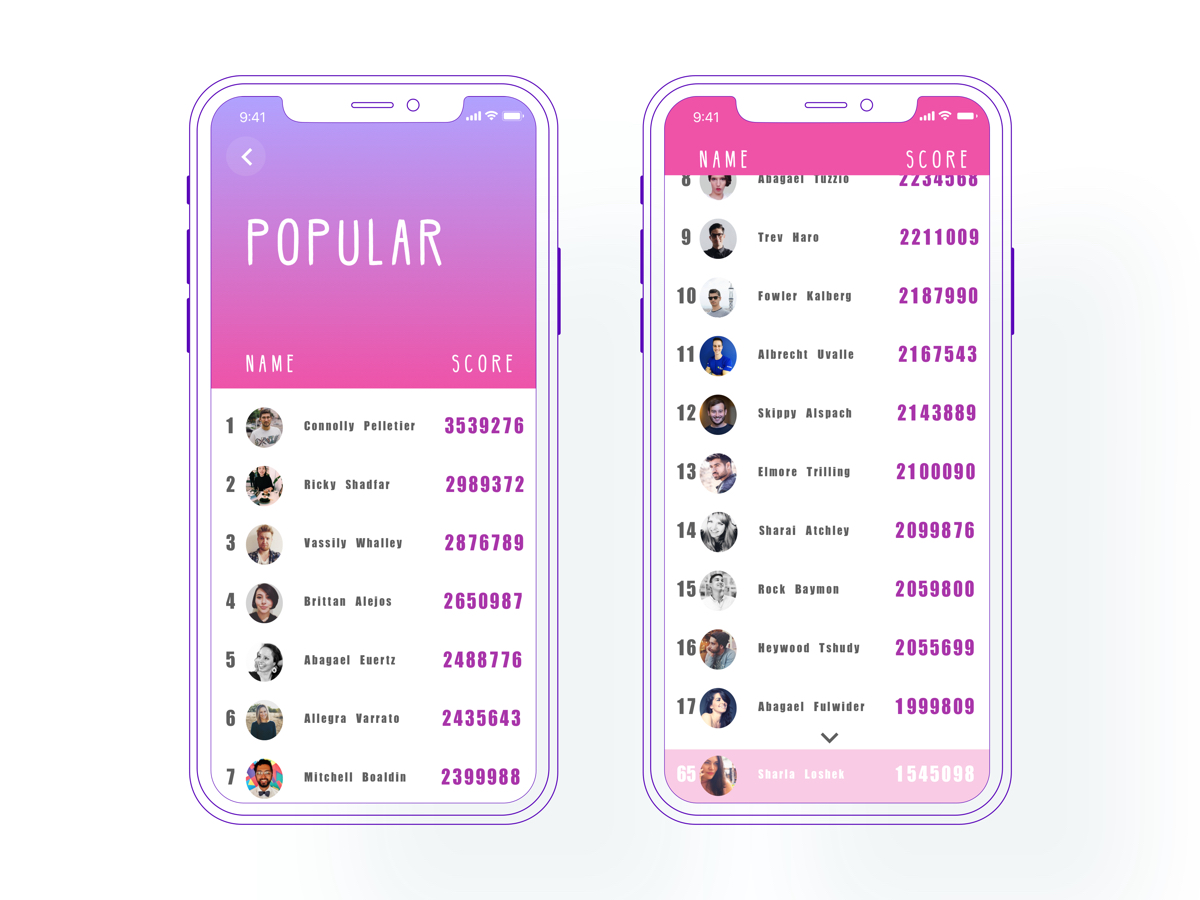 9:41
POPULAR
NAME SCORE
1 Connolly Pelletier 3539276
2 Ricky Shadfar 2989372
3 Vassily Whalley 2876789
4 Brittan Alejos 2650987
5 Abagael Euertz 2488776
6 Allegra Varrato 2435643
7 Mitchell Boaldin 2399988
9:41
NAME SCORE
8 Abagael Tuzzio 2234568
9 Trev Haro 2211009
10 Fowler Kalberg 2187990
11 Albrecht Uvalle 2167543
12 Skippy Alspach 2143889
13 Elmore Trilling 2100090
14 Sharai Atchley 2099876
15 Rock Baymon 2059800
16 Heywood Tshudy 2055699
17 Abagael Fulwider 1999809
65 Sharla Loshek 1545098